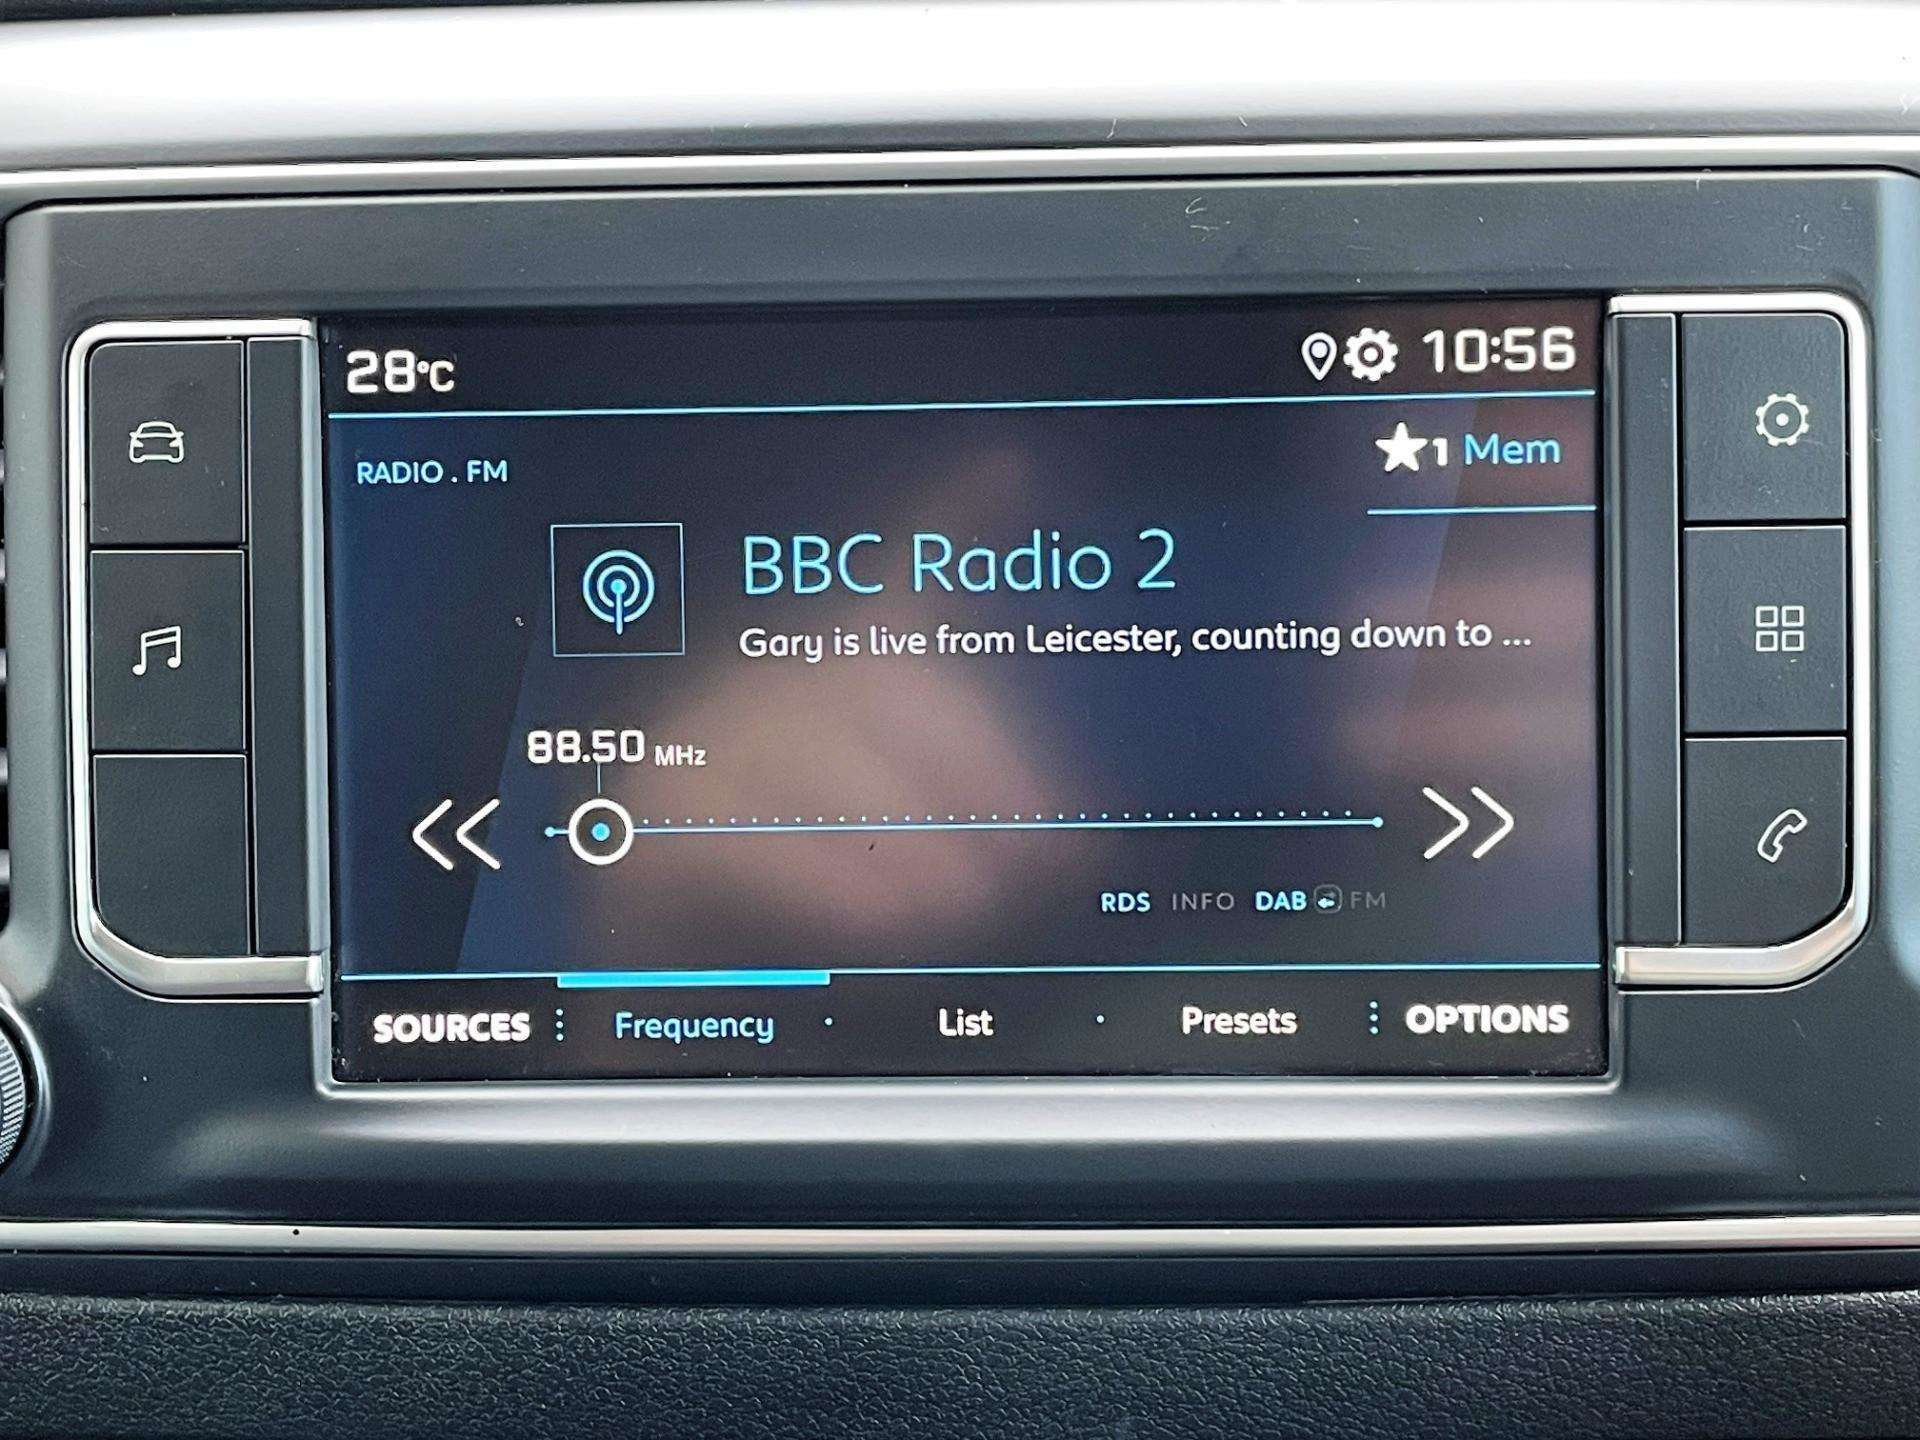 28°C
10:56
RADIO . FM
1 Mem
BBC Radio 2
Gary is live from Leicester, counting down to ...
88.50 MHz
RDS INFO DAB FM
SOURCES Frequency List Presets OPTIONS